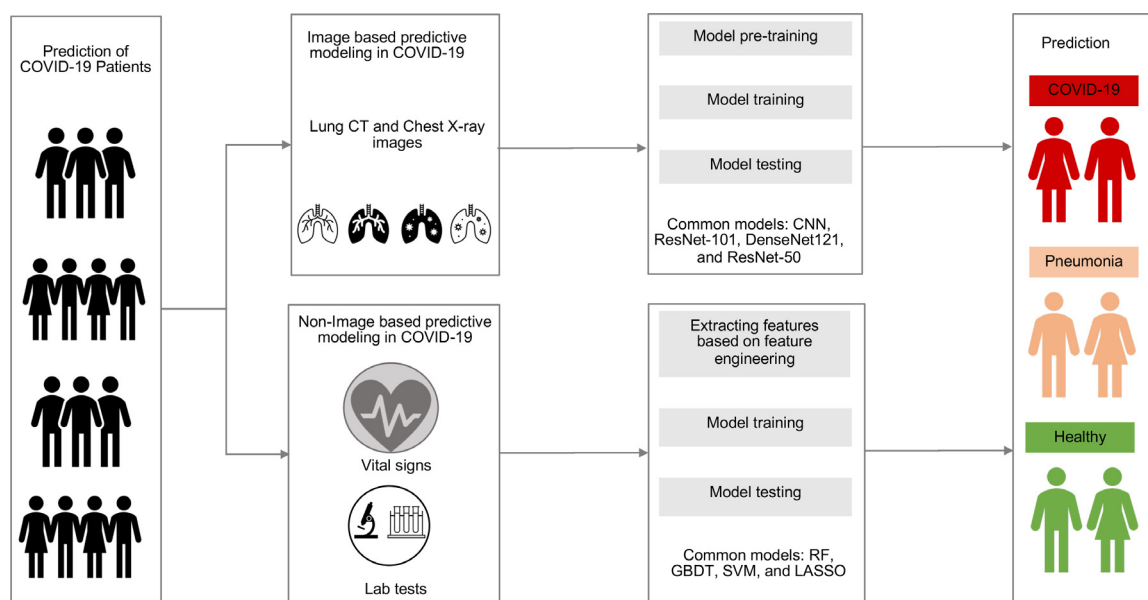 Prediction of
COVID-19 Patients
Image based predictive
modeling in COVID-19
Lung CT and Chest X-ray
images
Non-Image based predictive
modeling in COVID-19
Vital signs
Lab tests
Model pre-training
Model training
Model testing
Common models: CNN,
ResNet-101, DenseNet121,
and ResNet-50
Extracting features
based on feature
engineering
Model training
Model testing
Common models: RF,
GBDT, SVM, and LASSO
Prediction
COVID-19
Pneumonia
Healthy